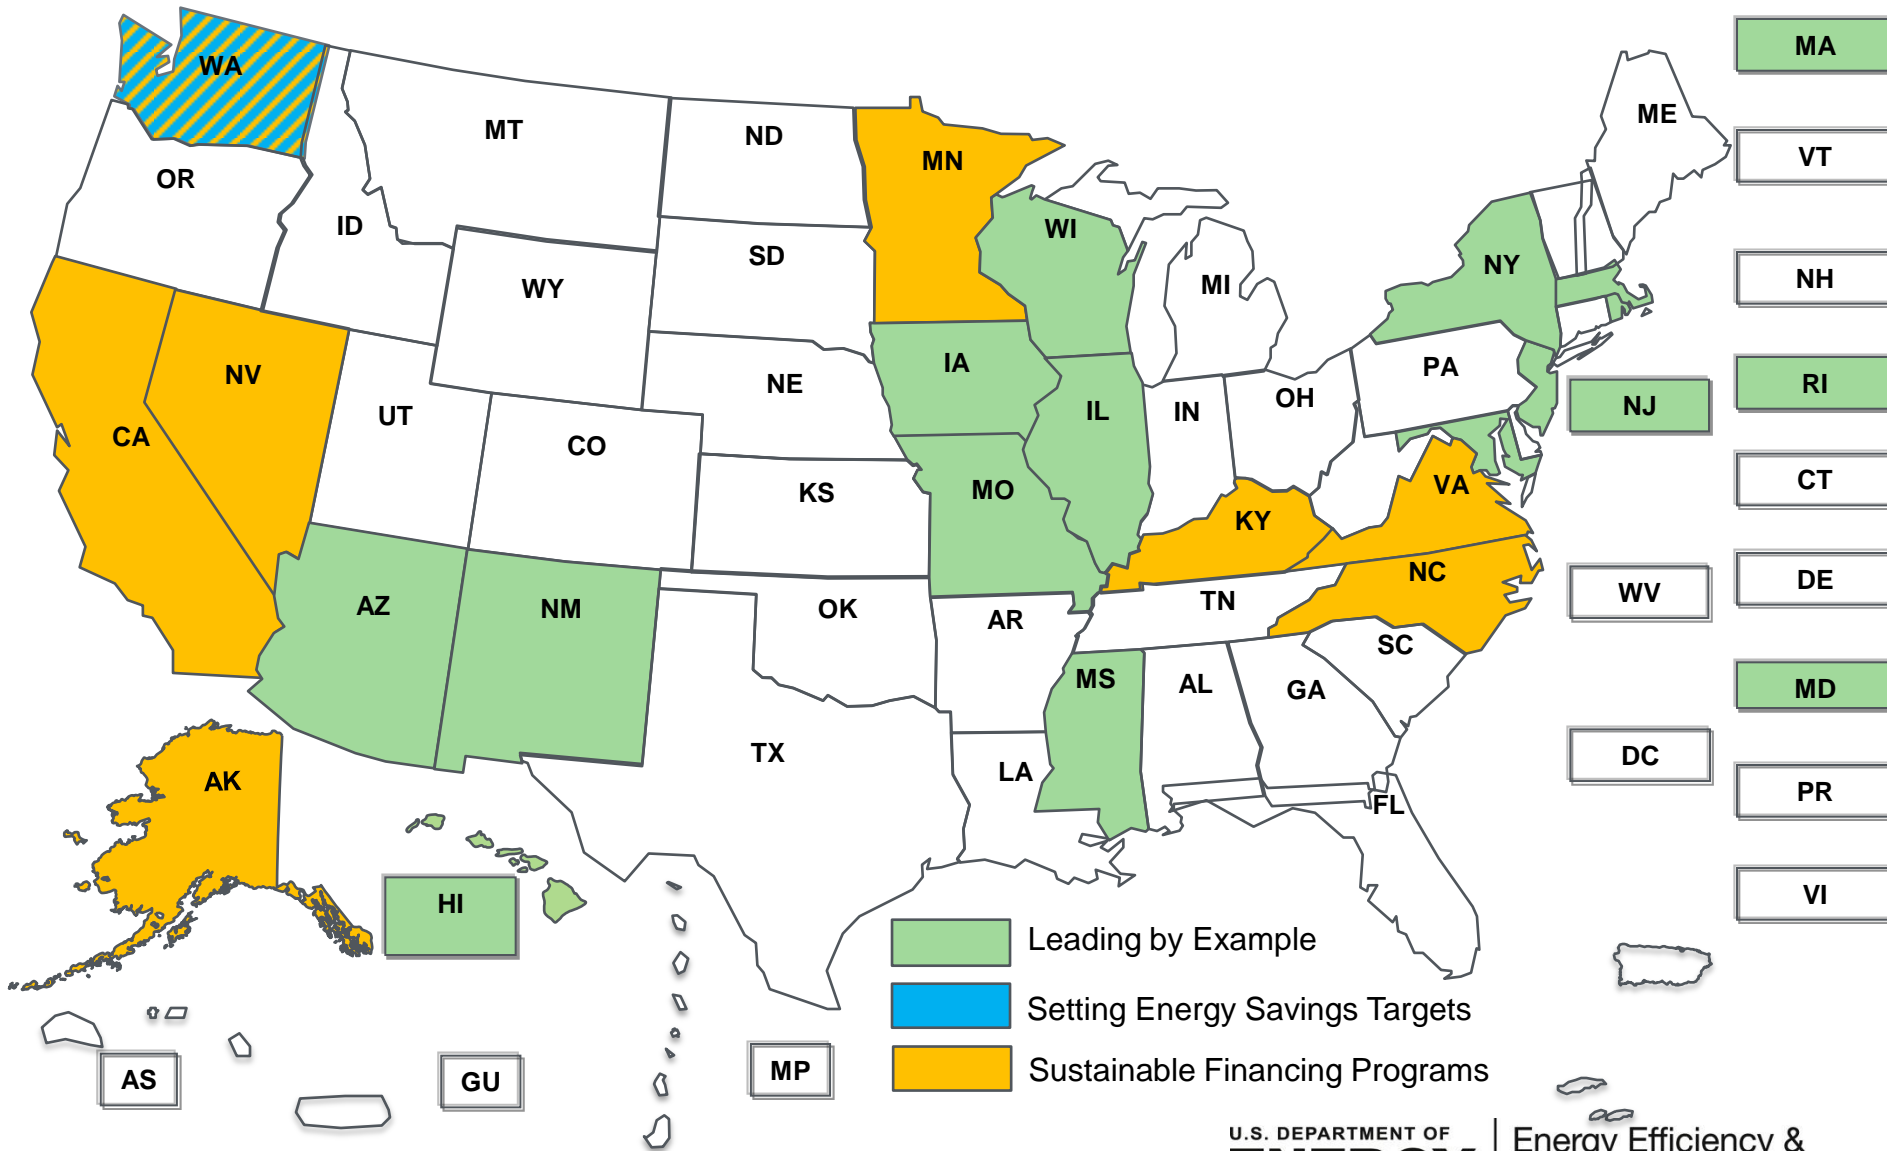 WA
MT
ND
MN
ME
MA
VT
OR
ID
WY
SD
WI
MI
NY
NH
NV
UT
CO
NE
IA
IL
IN
OH
PA
NJ
RI
CA
KS
MO
KY
VA
CT
AZ
NM
OK
AR
TN
NC
SC
WV
DE
TX
LA
MS
AL
GA
FL
DC
MD
PR
VI
AK
HI
AS
GU
MP
Leading by Example
Setting Energy Savings Targets
Sustainable Financing Programs
U.S. DEPARTMENT OF
ENERGY
Energy Efficiency &